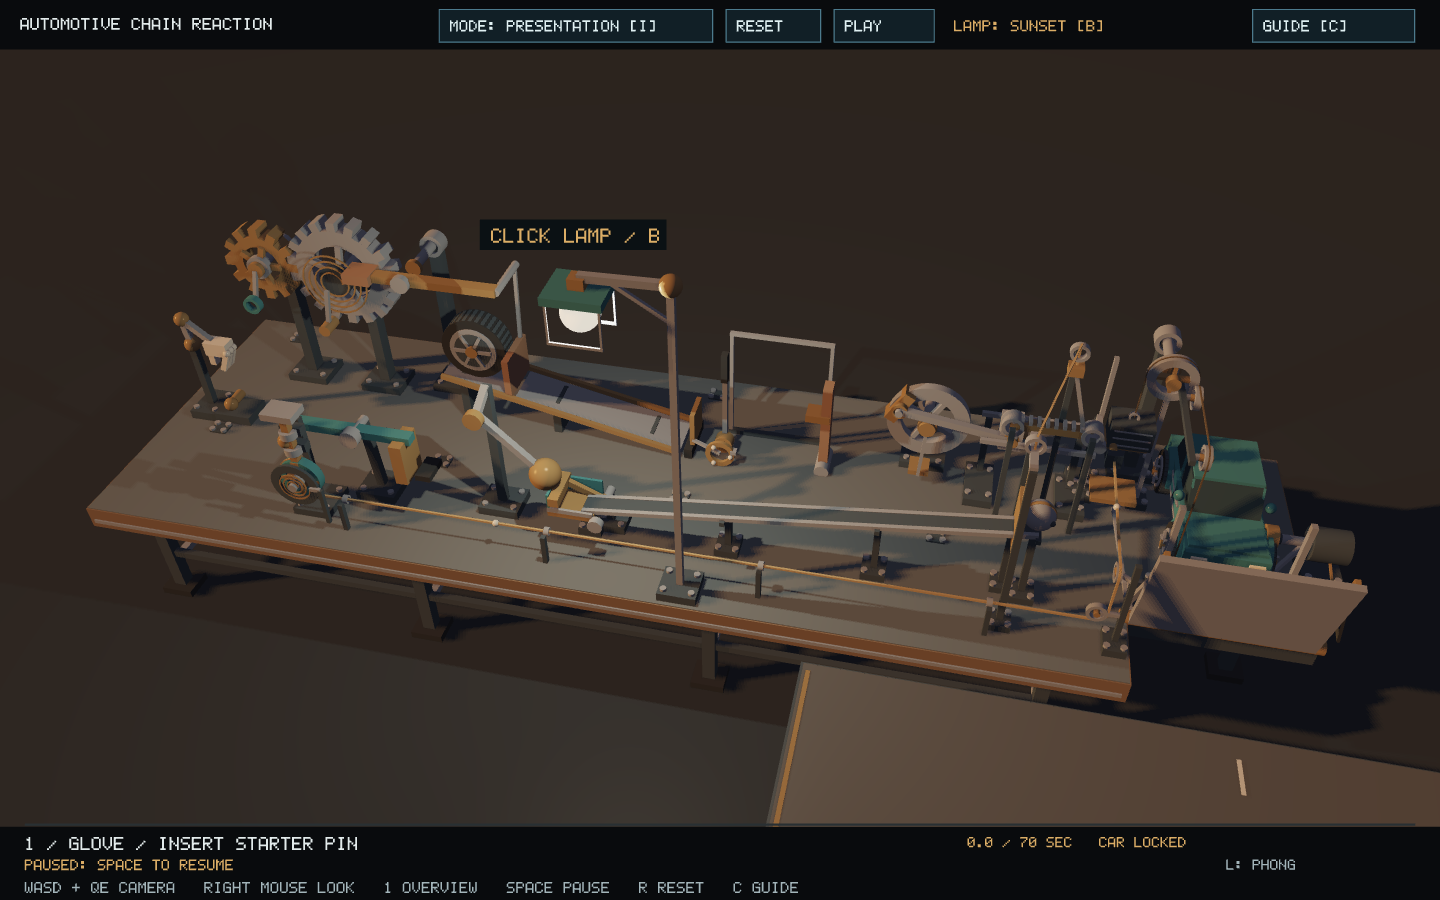 AUTOMOTIVE CHAIN REACTION
MODE: PRESENTATION [I]
RESET
PLAY
LAMP: SUNSET [B]
GUIDE [C]
CLICK LAMP / B
1 / GLOVE / INSERT STARTER PIN
0.0 / 70 SEC CAR LOCKED
PAUSED: SPACE TO RESUME
L: PHONG
WASD + QE CAMERA RIGHT MOUSE LOOK 1 OVERVIEW SPACE PAUSE R RESET C GUIDE